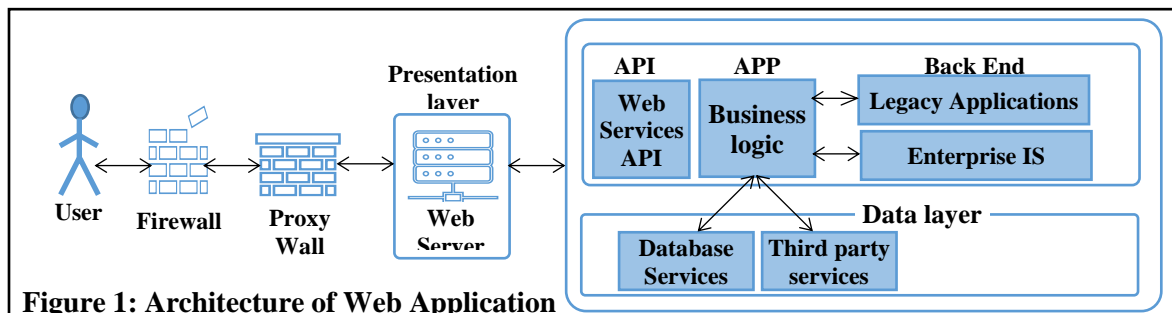 User
Firewall
Proxy
Wall
Presentation
layer
Web
Server
API
Web
Services
API
APP
Business
logic
Back End
Legacy Applications
Enterprise IS
Data layer
Database
Services
Third party
services
Figure 1: Architecture of Web Application